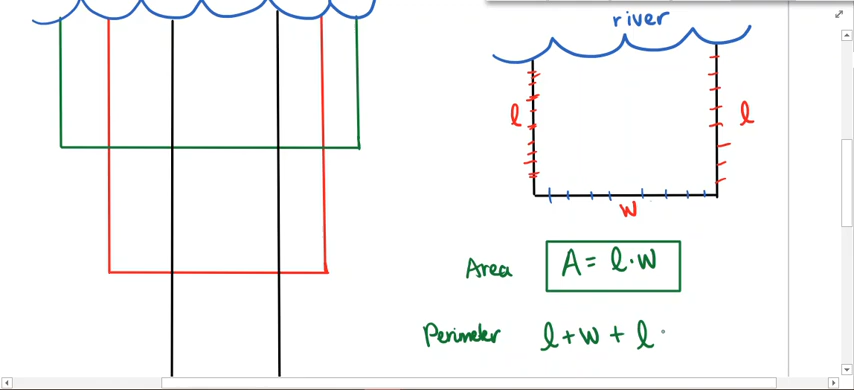 river
l
l
w
Area A = l · w
Perimeter l + w + l